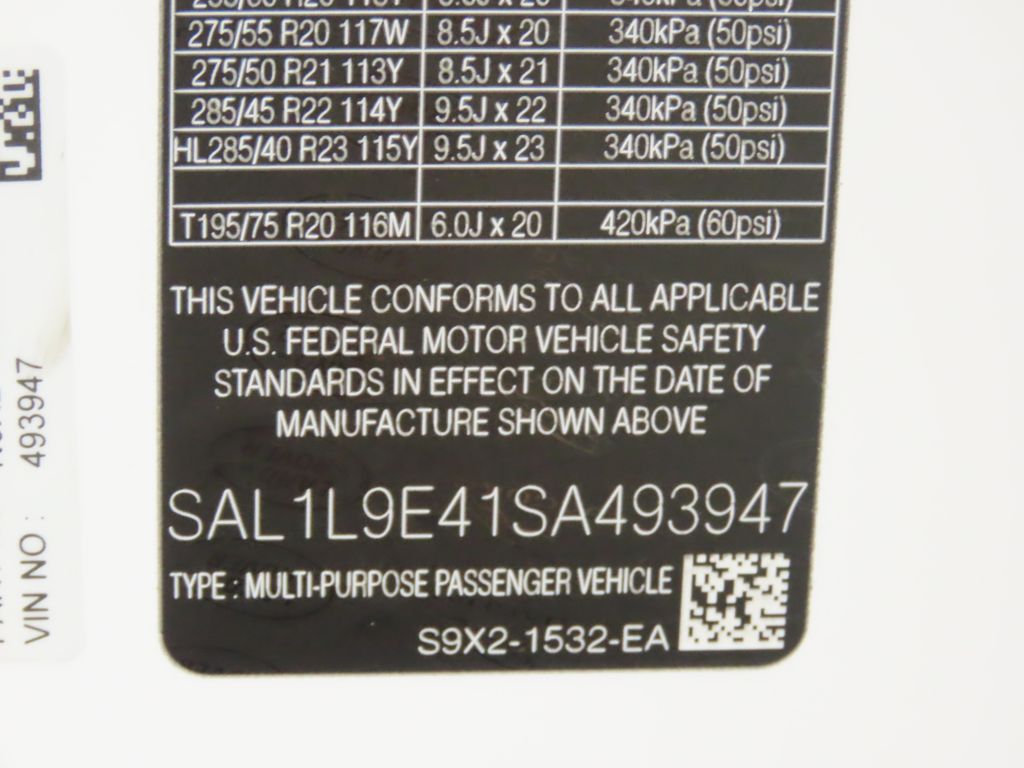 275/55 R20 117W 8.5J x 20 340kPa (50psi)
275/50 R21 113Y 8.5J x 21 340kPa (50psi)
285/45 R22 114Y 9.5J x 22 340kPa (50psi)
HL285/40 R23 115Y 9.5J x 23 340kPa (50psi)
T195/75 R20 116M 6.0J x 20 420kPa (60psi)
THIS VEHICLE CONFORMS TO ALL APPLICABLE
U.S. FEDERAL MOTOR VEHICLE SAFETY
STANDARDS IN EFFECT ON THE DATE OF
MANUFACTURE SHOWN ABOVE
SAL1L9E41SA493947
TYPE : MULTI-PURPOSE PASSENGER VEHICLE
S9X2-1532-EA
VIN NO : 493947